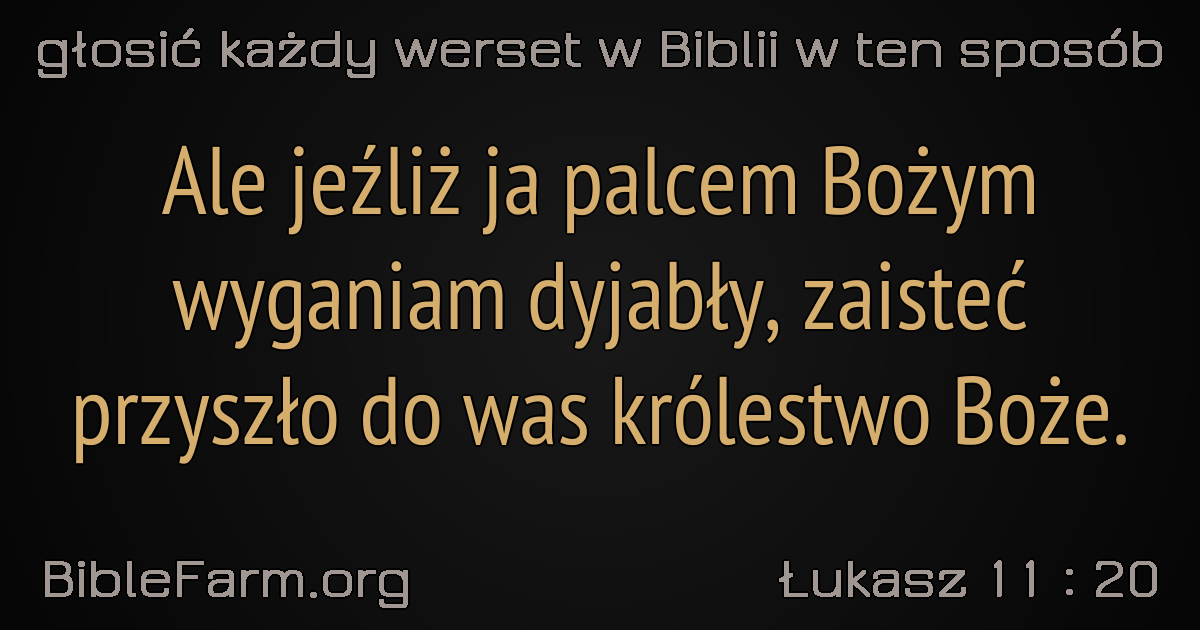 głosić każdy werset w Biblii w ten sposób
Ale jeźliż ja palcem Bożym
wyganiam dyjabły, zaisteć
przyszło do was królestwo Boże.
BibleFarm.org
Łukasz 11 : 20